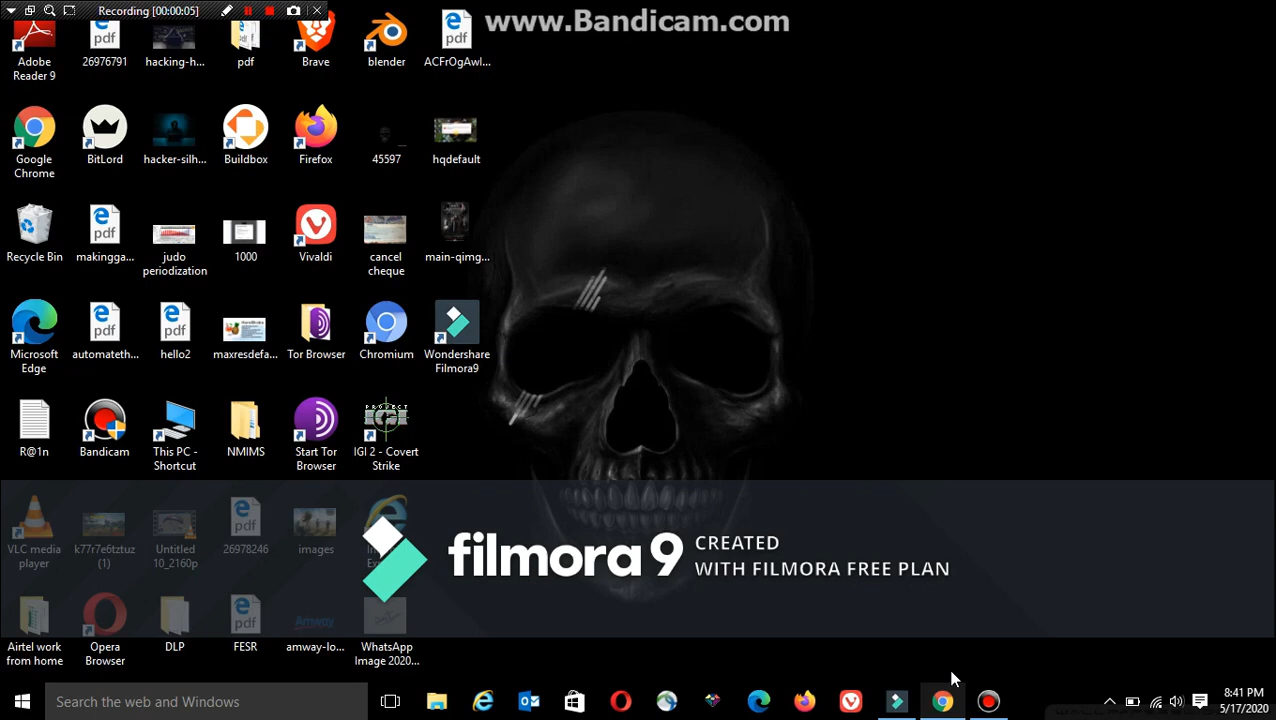 Recording [00:00:05]
www.Bandicam.com
Adobe
Reader 9
26976791
hacking-h...
pdf
Brave
blender
ACFrOgAwl...
Google
Chrome
BitLord
hacker-silh...
Buildbox
Firefox
45597
hqdefault
Recycle Bin
makingga...
judo
periodization
1000
Vivaldi
cancel
cheque
main-qimg...
Microsoft
Edge
automateth...
hello2
maxresdefa...
Tor Browser
Chromium
Wondershare
Filmora9
R@1n
Bandicam
This PC -
Shortcut
NMIMS
Start Tor
Browser
PROJECT
IGI 2 - Covert
Strike
VLC media
player
k77r7e6tztuz
(1)
Untitled
10_2160p
26978246
images
filmora 9
CREATED
WITH FILMORA FREE PLAN
Airtel work
from home
Opera
Browser
DLP
FESR
amway-lo...
WhatsApp
Image 2020...
Search the web and Windows
8:41 PM
5/17/2020